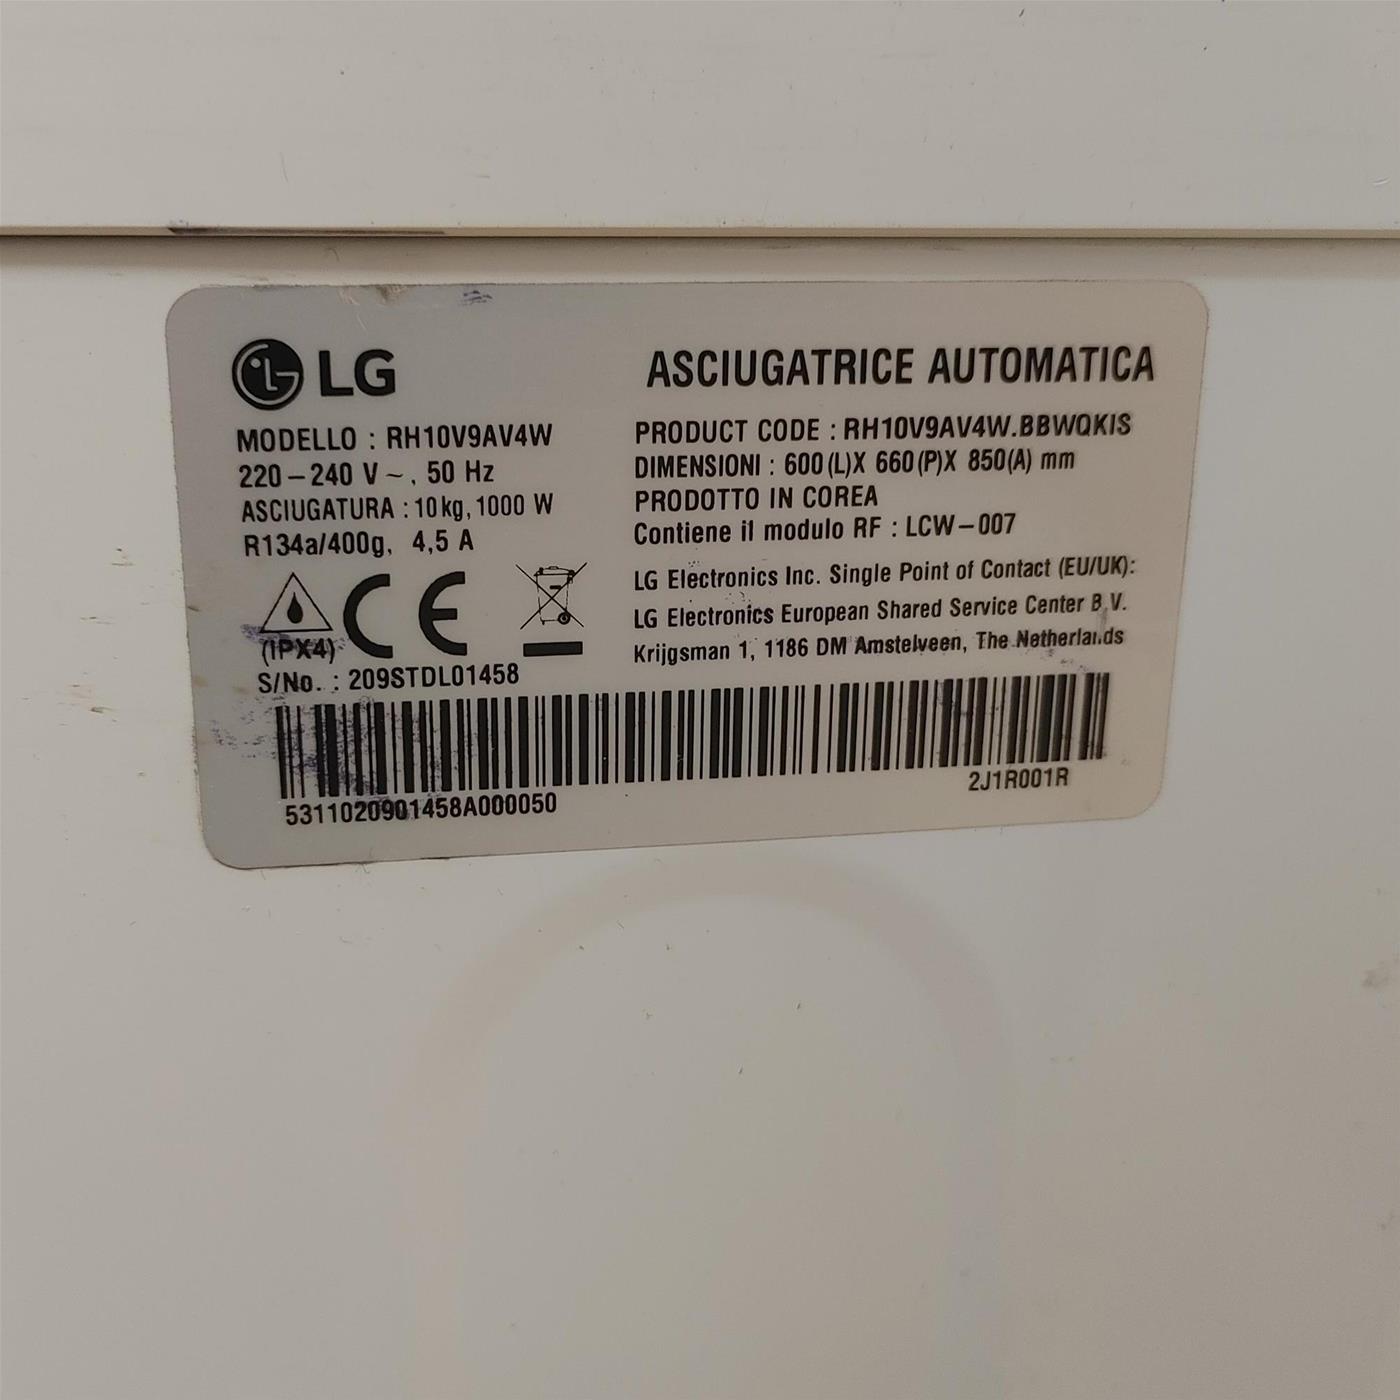 LG
ASCIUGATRICE AUTOMATICA
MODELLO : RH10V9AV4W
220-240 V ~, 50 Hz
ASCIUGATURA : 10 kg, 1000 W
R134a/400g, 4,5 A
PRODUCT CODE : RH10V9AV4W.BBWQKIS
DIMENSIONI : 600 (L)X 660 (P)X 850(A) mm
PRODOTTO IN COREA
Contiene il modulo RF : LCW-007
LG Electronics Inc. Single Point of Contact (EU/UK):
LG Electronics European Shared Service Center B.V.
Krijgsman 1, 1186 DM Amstelveen, The Netherlands
CE
(IPX4)
S/No. : 209STDL01458
5311020901458A000050
2J1R001R